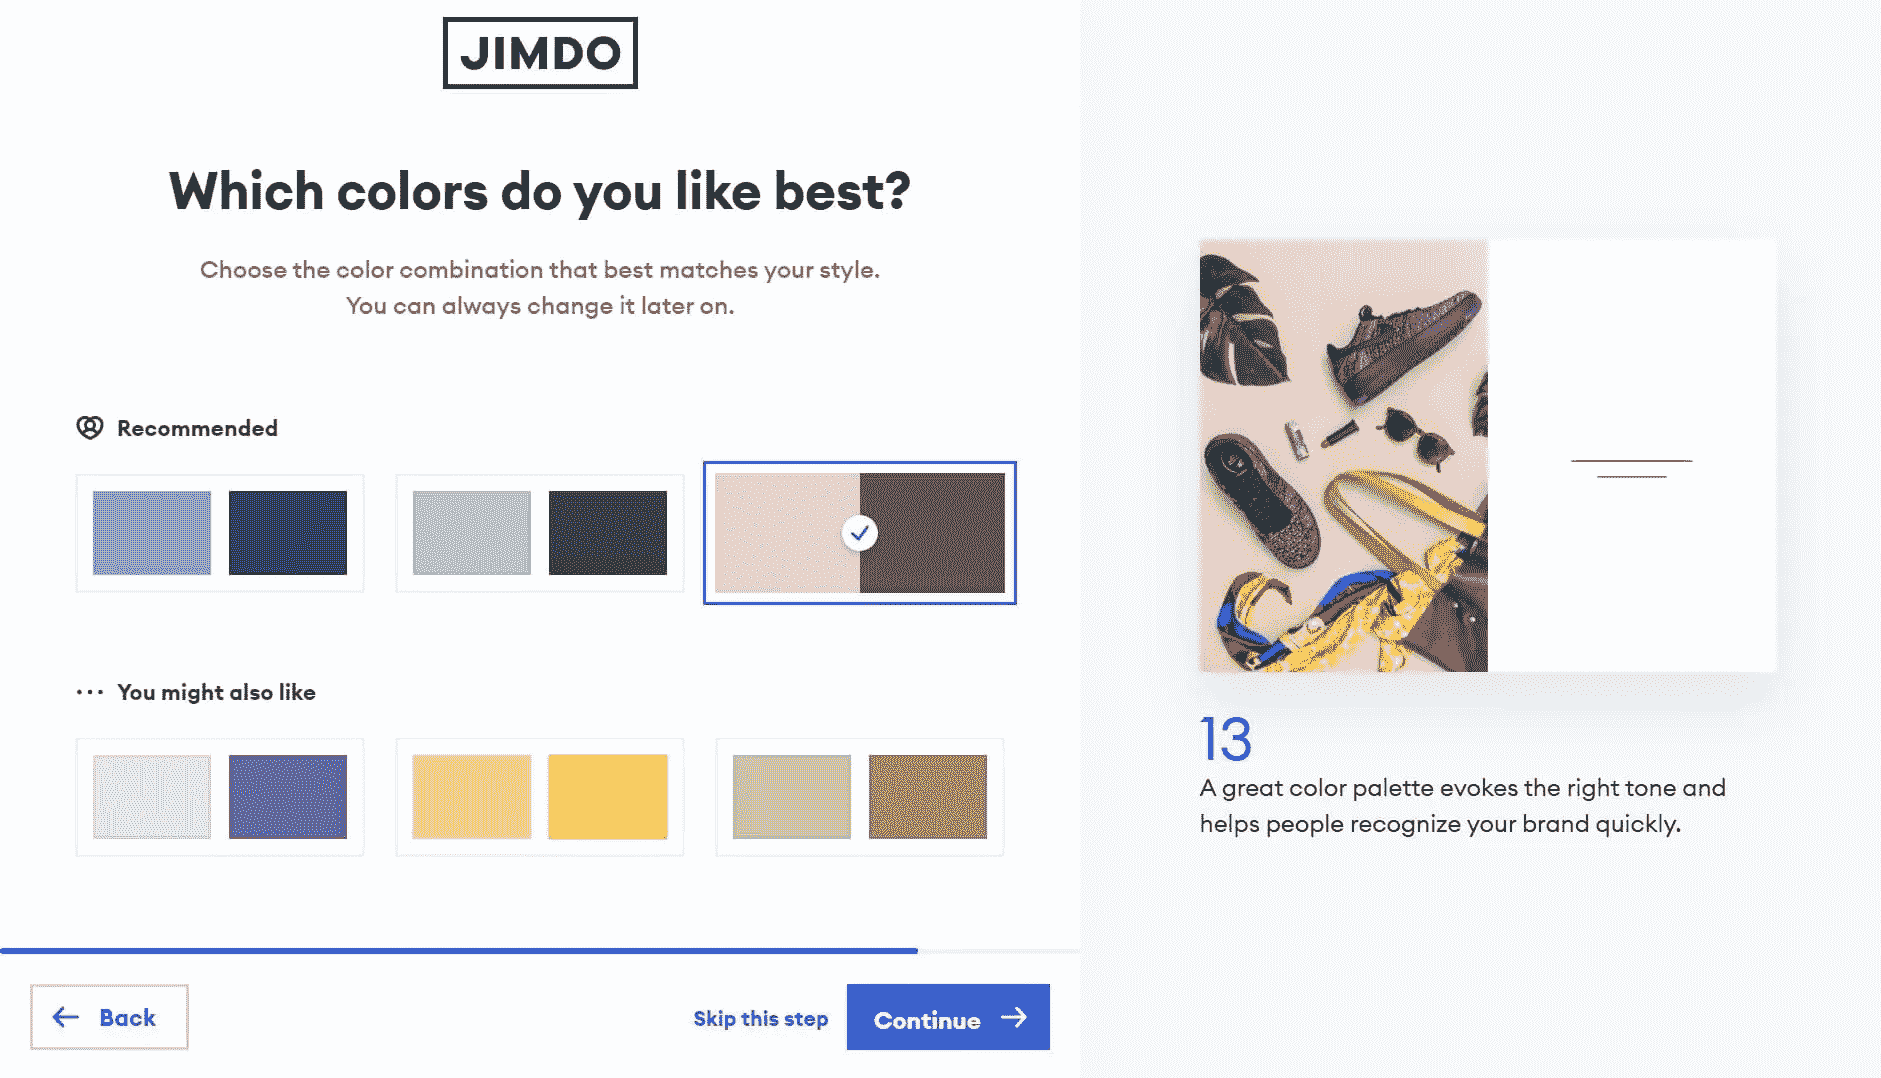 JIMDO
Which colors do you like best?
Choose the color combination that best matches your style.
You can always change it later on.
Recommended
You might also like
Back
Skip this step
Continue
13
A great color palette evokes the right tone and
helps people recognize your brand quickly.